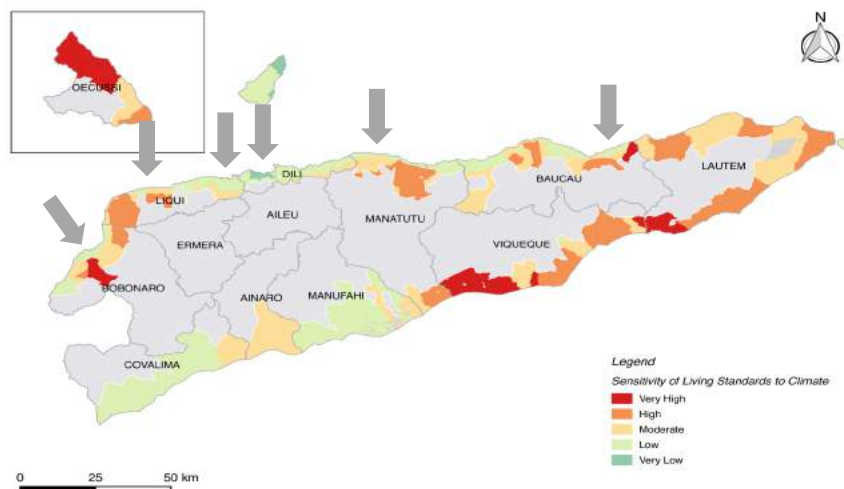 N
OECUSSI
DILI
LIQUI
BAUCAU
LAUTEM
AILEU
MANATUTU
ERMERA
VIQUEQUE
BOBONARO
AINARO
MANUFAHI
COVALIMA
Legend
Sensitivity of Living Standards to Climate
Very High
High
Moderate
Low
Very Low
0 25 50 km